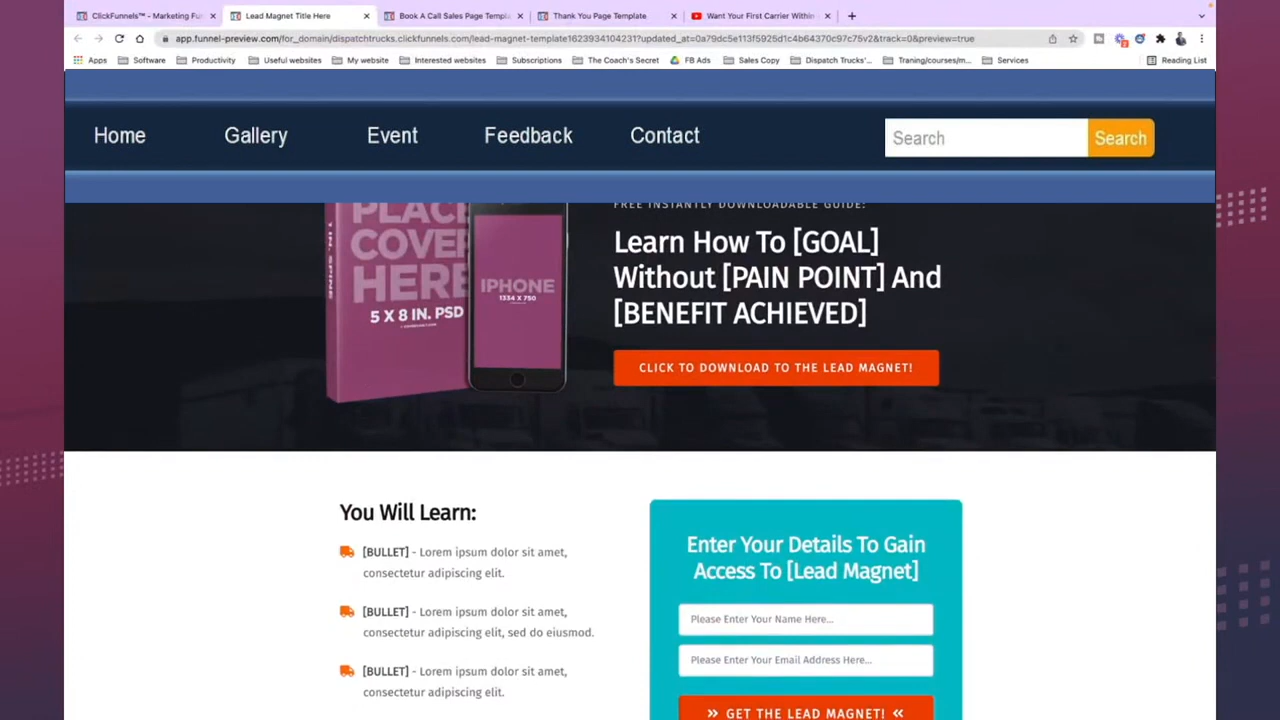 ClickFunnels™ - Marketing Fu
Lead Magnet Title Here
Book A Call Sales Page Templ
Thank You Page Template
Want Your First Carrier Within
app.funnel-preview.com/for_domain/dispatchtrucks.clickfunnels.com/lead-magnet-template1623934104231?updated_at=0a79dc5e113f5925d1c4b64370c97c75v2&track=0&preview=true
Apps
Software
Productivity
Useful websites
My website
Interested websites
Subscriptions
The Coach's Secret
FB Ads
Sales Copy
Dispatch Trucks'...
Traning/courses/m...
Services
Reading List
Home
Gallery
Event
Feedback
Contact
Search
Search
FREE INSTANTLY DOWNLOADABLE GUIDE:
PLACE
COVER
HERE
5 X 8 IN. PSD
1 IN. SPINE
IPHONE
1334 X 750
Learn How To [GOAL]
Without [PAIN POINT] And
[BENEFIT ACHIEVED]
CLICK TO DOWNLOAD TO THE LEAD MAGNET!
You Will Learn:
[BULLET] - Lorem ipsum dolor sit amet,
consectetur adipiscing elit.
[BULLET] - Lorem ipsum dolor sit amet,
consectetur adipiscing elit, sed do eiusmod.
[BULLET] - Lorem ipsum dolor sit amet,
consectetur adipiscing elit.
Enter Your Details To Gain
Access To [Lead Magnet]
Please Enter Your Name Here...
Please Enter Your Email Address Here...
GET THE LEAD MAGNET!